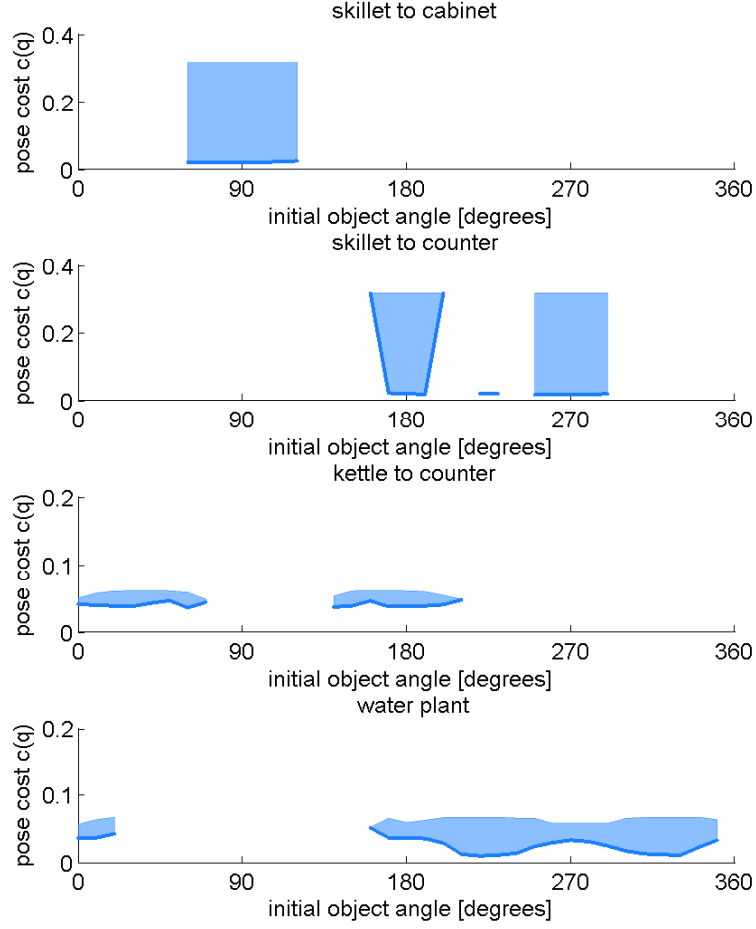 skillet to cabinet
0.4
0.2
0
pose cost c(q)
0 90 180 270 360
initial object angle [degrees]
skillet to counter
0.4
0.2
0
pose cost c(q)
0 90 180 270 360
initial object angle [degrees]
kettle to counter
0.2
0.1
0
pose cost c(q)
0 90 180 270 360
initial object angle [degrees]
water plant
0.2
0.1
0
pose cost c(q)
0 90 180 270 360
initial object angle [degrees]